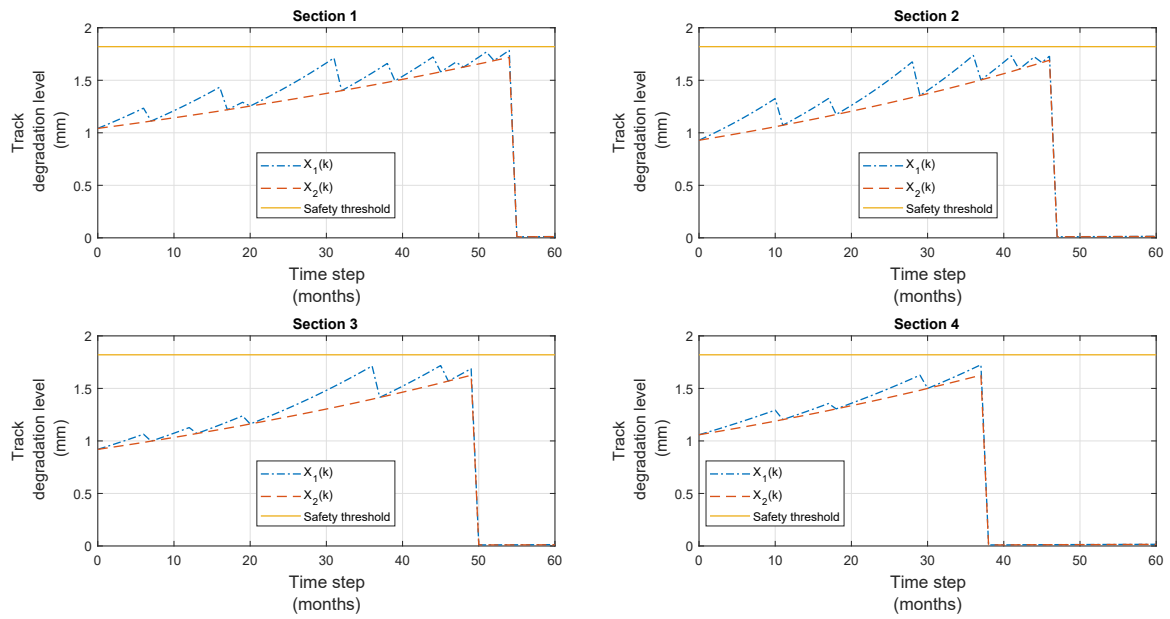 Section 1
2
1.5
1
0.5
0
Track
degradation level
(mm)
X1(k)
X2(k)
Safety threshold
0 10 20 30 40 50 60
Time step
(months)
Section 2
2
1.5
1
0.5
0
Track
degradation level
(mm)
X1(k)
X2(k)
Safety threshold
0 10 20 30 40 50 60
Time step
(months)
Section 3
2
1.5
1
0.5
0
Track
degradation level
(mm)
X1(k)
X2(k)
Safety threshold
0 10 20 30 40 50 60
Time step
(months)
Section 4
2
1.5
1
0.5
0
Track
degradation level
(mm)
X1(k)
X2(k)
Safety threshold
0 10 20 30 40 50 60
Time step
(months)